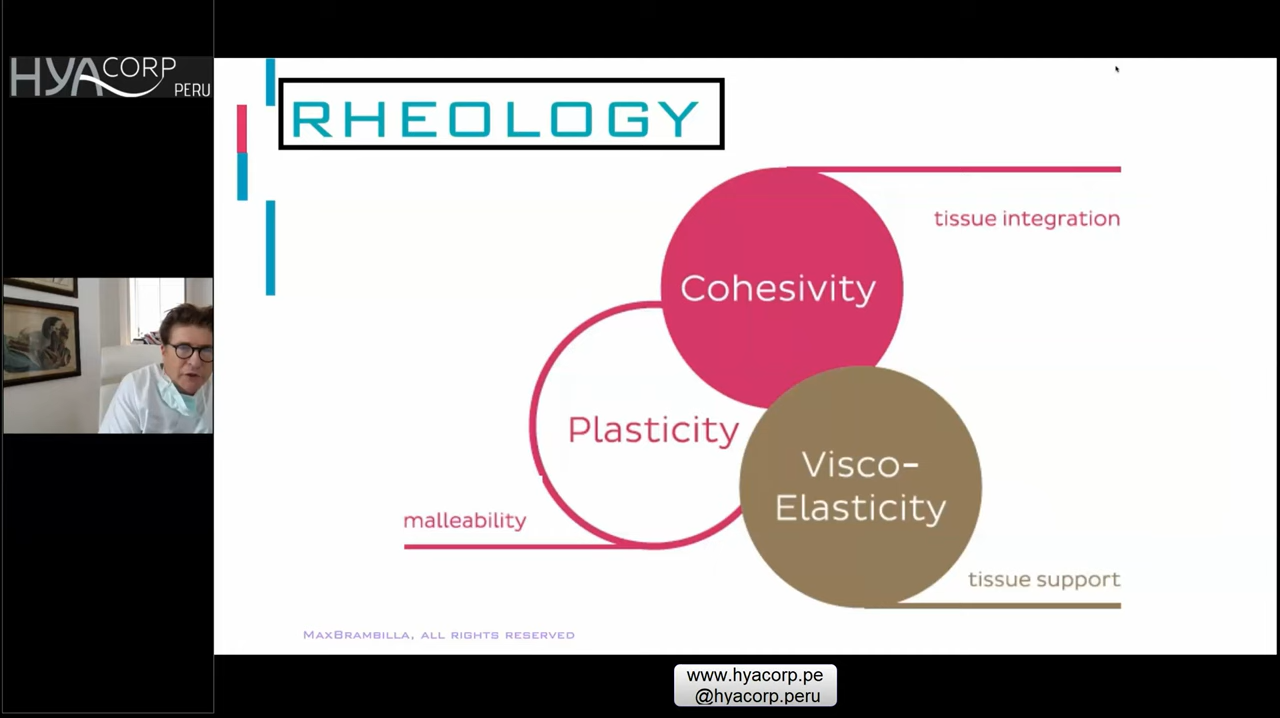 HYACORP
PERU
RHEOLOGY
tissue integration
Cohesivity
Plasticity
Visco-
Elasticity
malleability
tissue support
MaxBrambilla, all rights reserved
www.hyacorp.pe
@hyacorp.peru